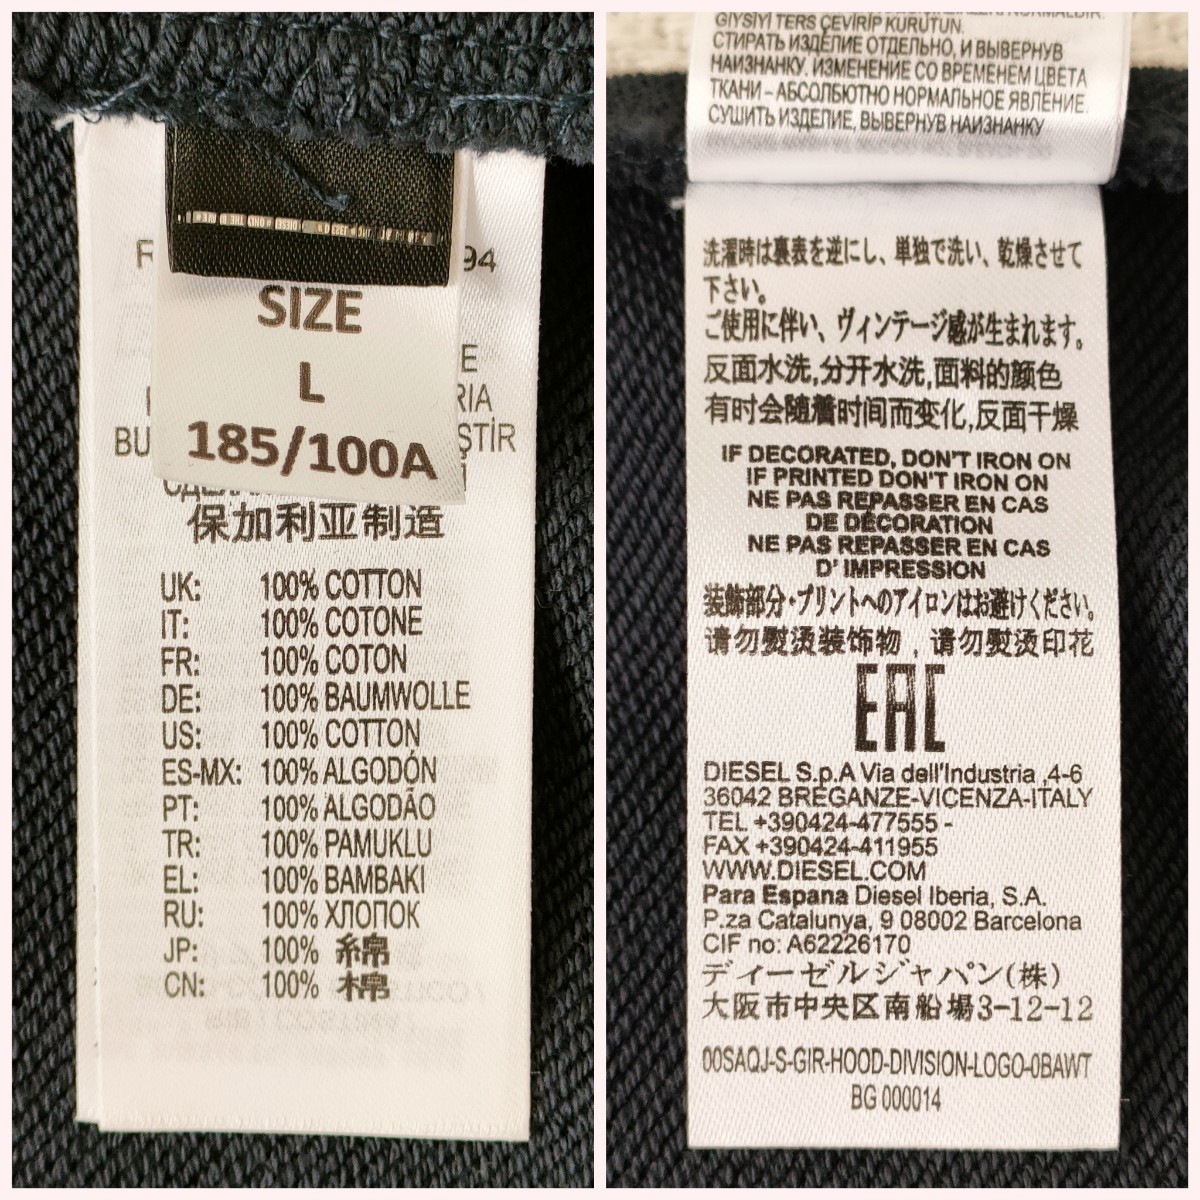 94
SIZE
L
185/100A
保加利亚制造
UK: 100% COTTON
IT: 100% COTONE
FR: 100% COTON
DE: 100% BAUMWOLLE
US: 100% COTTON
ES-MX: 100% ALGODÓN
PT: 100% ALGODÃO
TR: 100% PAMUKLU
EL: 100% BAMBAKI
RU: 100% ХЛОПОК
JP: 100% 綿
CN: 100% 棉
GIYSIYI TERS ÇEVİRİP KURUTUN.
СТИРАТЬ ИЗДЕЛИЕ ОТДЕЛЬНО, И ВЫВЕРНУВ
НАИЗНАНКУ. ИЗМЕНЕНИЕ СО ВРЕМЕНЕМ ЦВЕТА
ТКАНИ – АБСОЛБЮТНО НОРМАЛЬНОЕ ЯВЛЕНИЕ.
СУШИТЬ ИЗДЕЛИЕ, ВЫВЕРНУВ НАИЗНАНКУ
洗濯時は裏表を逆にし、単独で洗い、乾燥させて
下さい。
ご使用に伴い、ヴィンテージ感が生まれます。
反面水洗,分开水洗,面料的颜色
有时会随着时间而变化,反面干燥
IF DECORATED, DON'T IRON ON
IF PRINTED DON'T IRON ON
NE PAS REPASSER EN CAS
DE DÉCORATION
NE PAS REPASSER EN CAS
D' IMPRESSION
装飾部分・プリントへのアイロンはお避けください。
请勿熨烫装饰物，请勿熨烫印花
EAC
DIESEL S.p.A Via dell'Industria ,4-6
36042 BREGANZE-VICENZA-ITALY
TEL +390424-477555 -
FAX +390424-411955
WWW.DIESEL.COM
Para Espana Diesel Iberia, S.A.
P.za Catalunya, 9 08002 Barcelona
CIF no: A62226170
ディーゼルジャパン(株)
大阪市中央区南船場3-12-12
00SAQJ-S-GIR-HOOD-DIVISION-LOGO-0BAWT
BG 000014